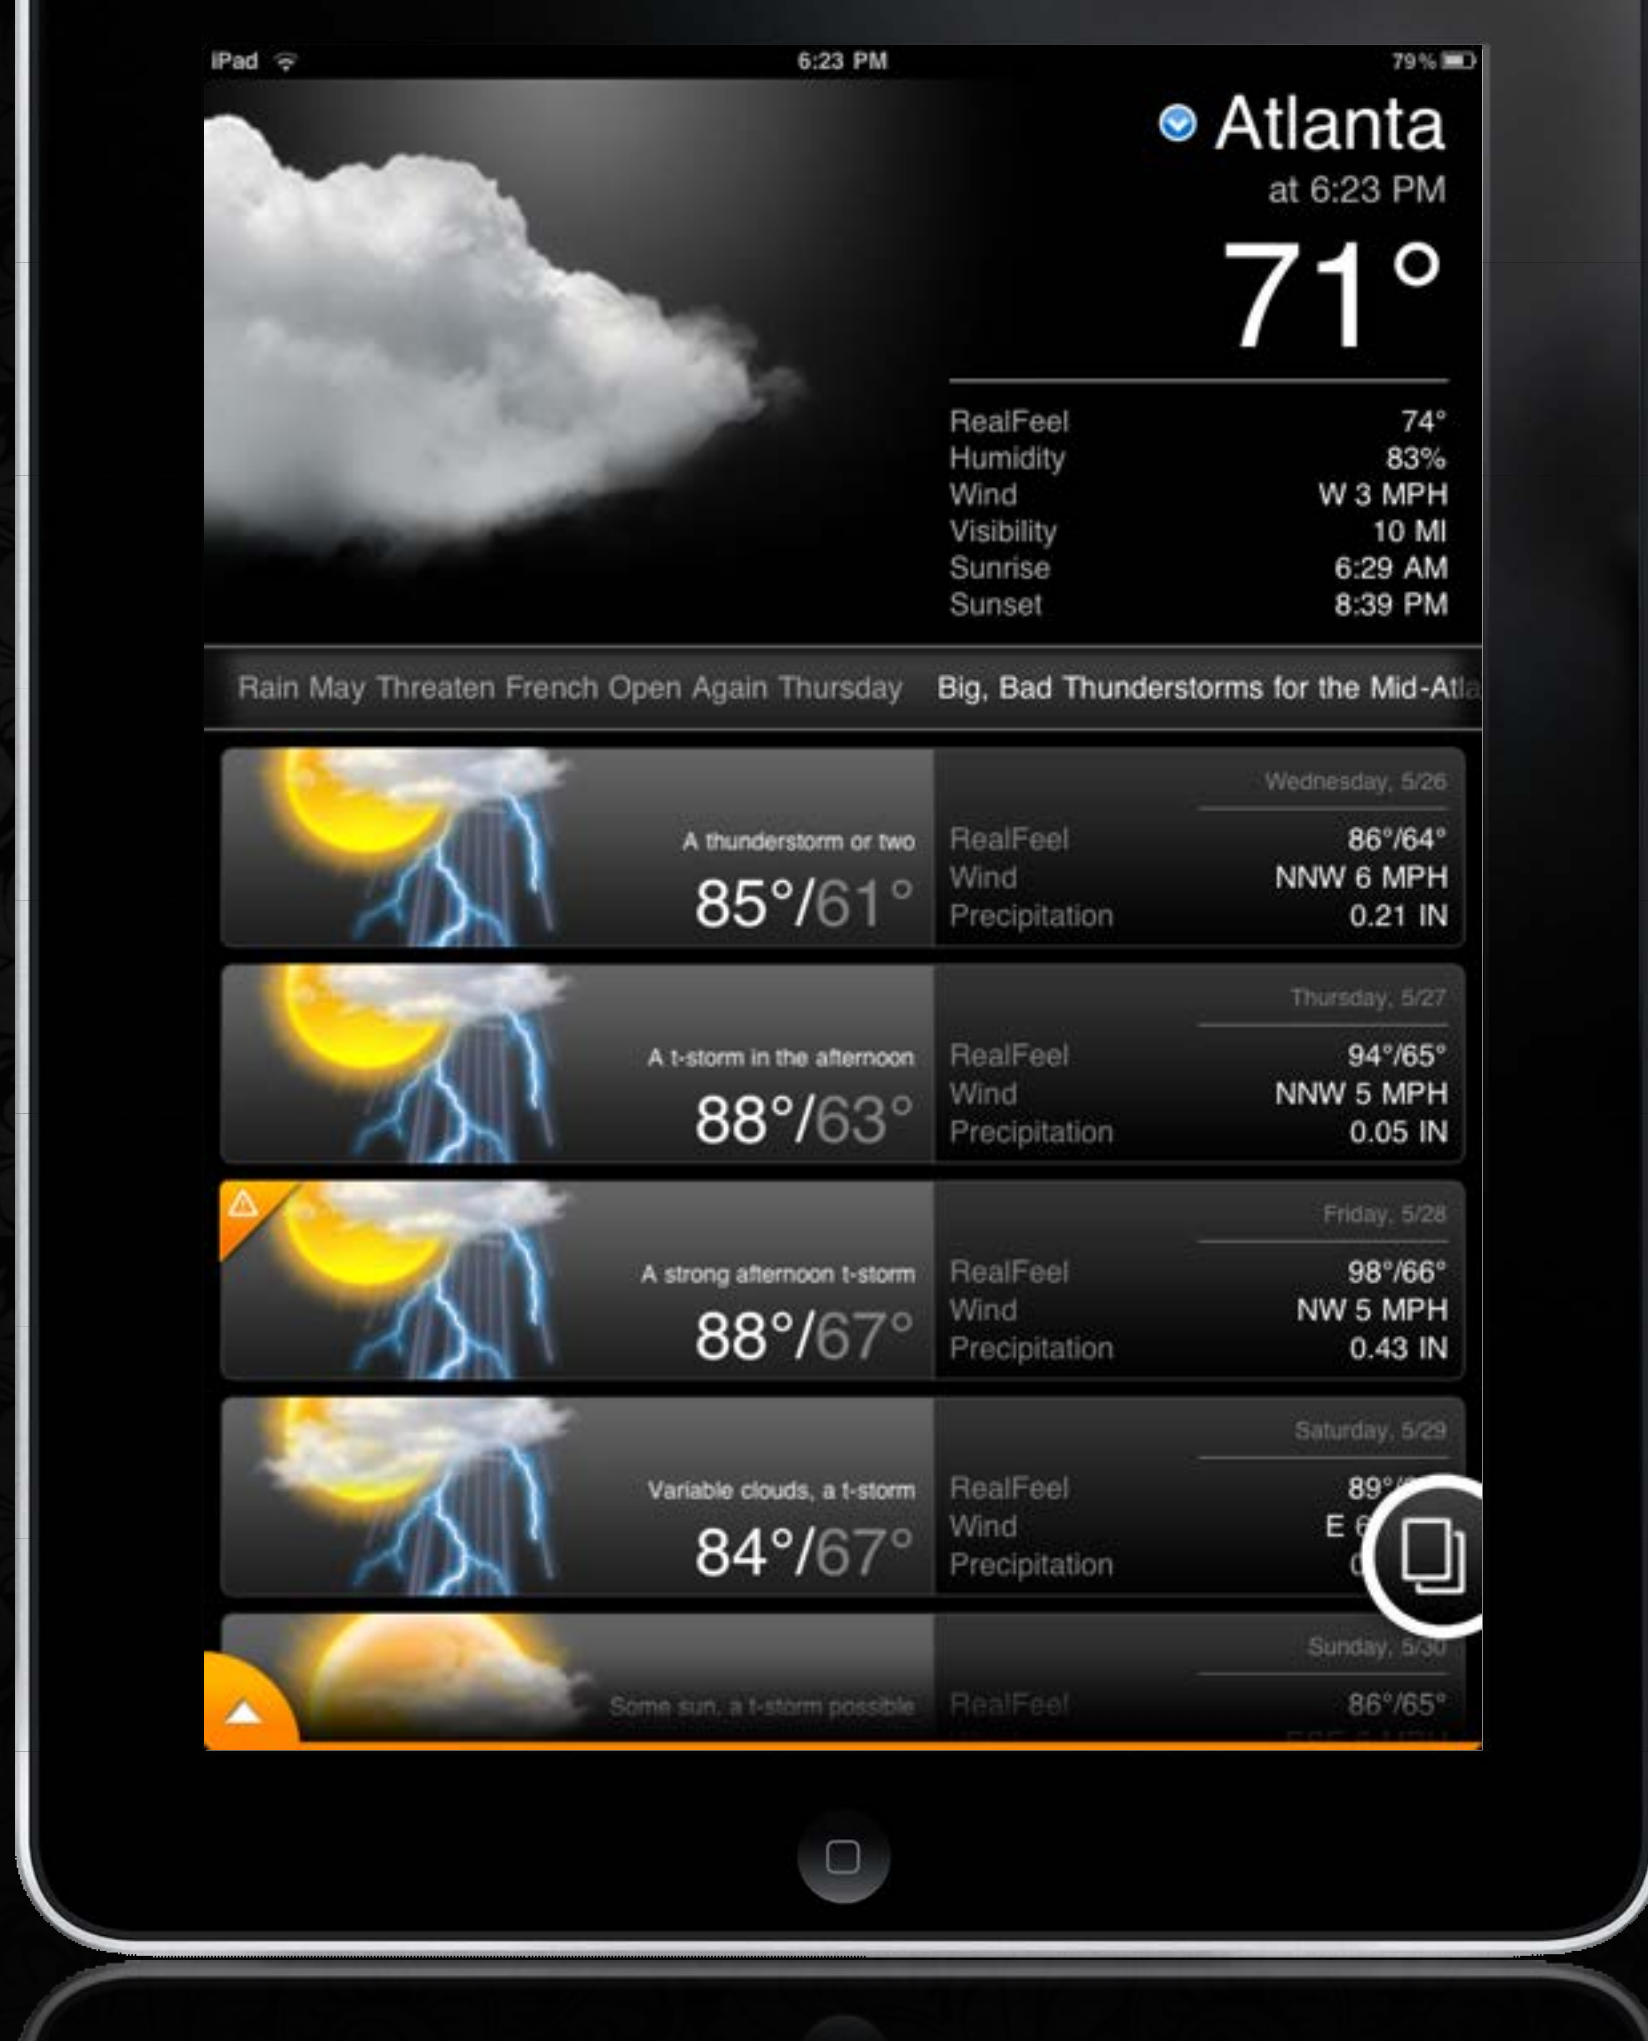 iPad 6:23 PM 79%
Atlanta
at 6:23 PM
71°
RealFeel 74°
Humidity 83%
Wind W 3 MPH
Visibility 10 MI
Sunrise 6:29 AM
Sunset 8:39 PM
Rain May Threaten French Open Again Thursday Big, Bad Thunderstorms for the Mid-Atla
Wednesday, 5/26
A thunderstorm or two
85°/61°
RealFeel 86°/64°
Wind NNW 6 MPH
Precipitation 0.21 IN
Thursday, 5/27
A t-storm in the afternoon
88°/63°
RealFeel 94°/65°
Wind NNW 5 MPH
Precipitation 0.05 IN
Friday, 5/28
A strong afternoon t-storm
88°/67°
RealFeel 98°/66°
Wind NW 5 MPH
Precipitation 0.43 IN
Saturday, 5/29
Variable clouds, a t-storm
84°/67°
RealFeel 89°/
Wind E 6
Precipitation
Sunday, 5/30
Some sun, a t-storm possible
RealFeel 86°/65°